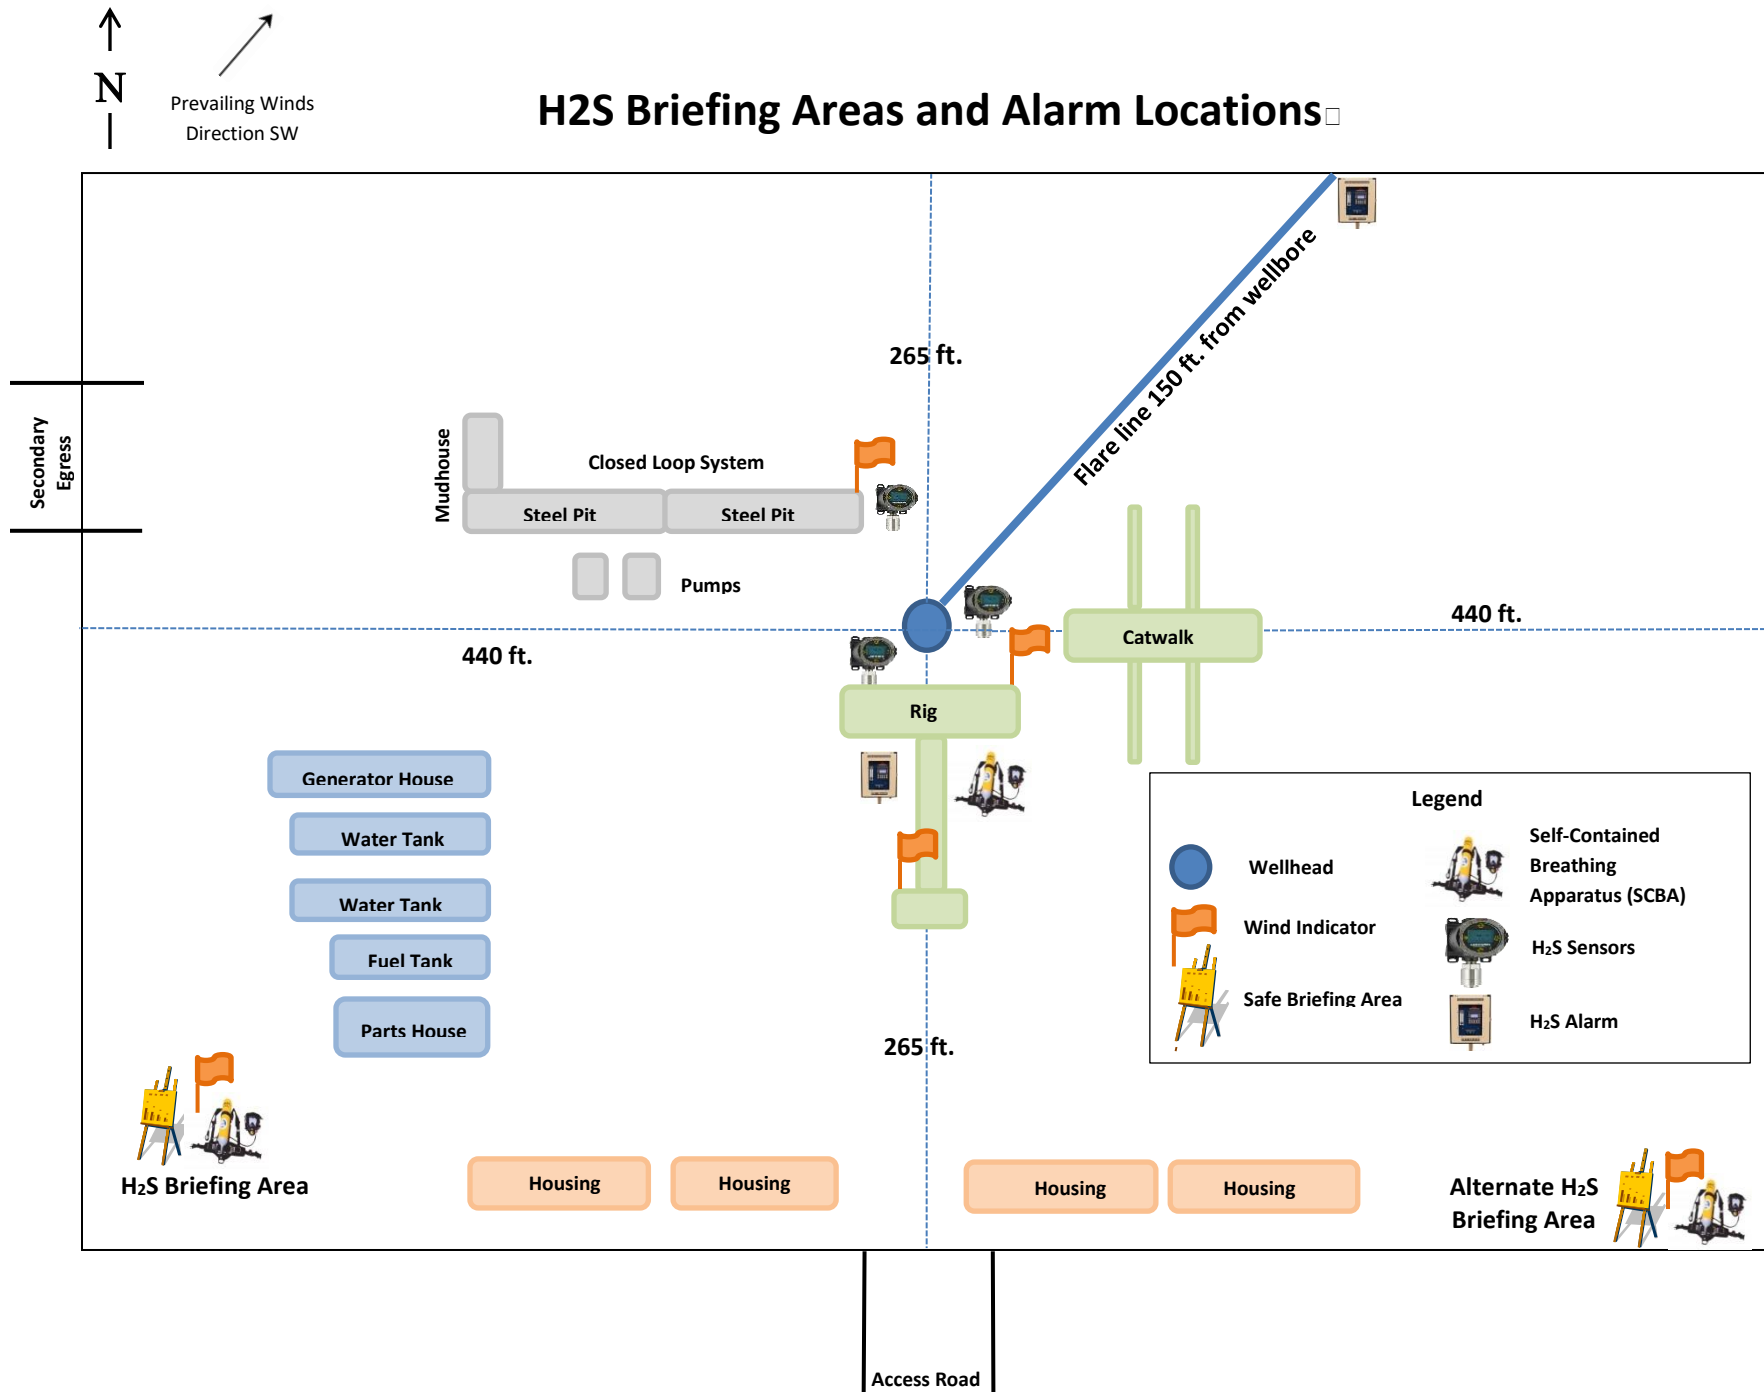 N
Prevailing Winds
Direction SW
H2S Briefing Areas and Alarm Locations□
Flare line 150 ft. from wellbore
265 ft.
Secondary
Egress
Mudhouse
Closed Loop System
Steel Pit
Steel Pit
Pumps
440 ft.
440 ft.
Catwalk
Rig
Generator House
Water Tank
Water Tank
Fuel Tank
Parts House
265 ft.
Legend
Wellhead
Wind Indicator
Safe Briefing Area
Self-Contained
Breathing
Apparatus (SCBA)
H2S Sensors
H2S Alarm
H2S Briefing Area
Housing
Housing
Housing
Housing
Alternate H2S
Briefing Area
Access Road